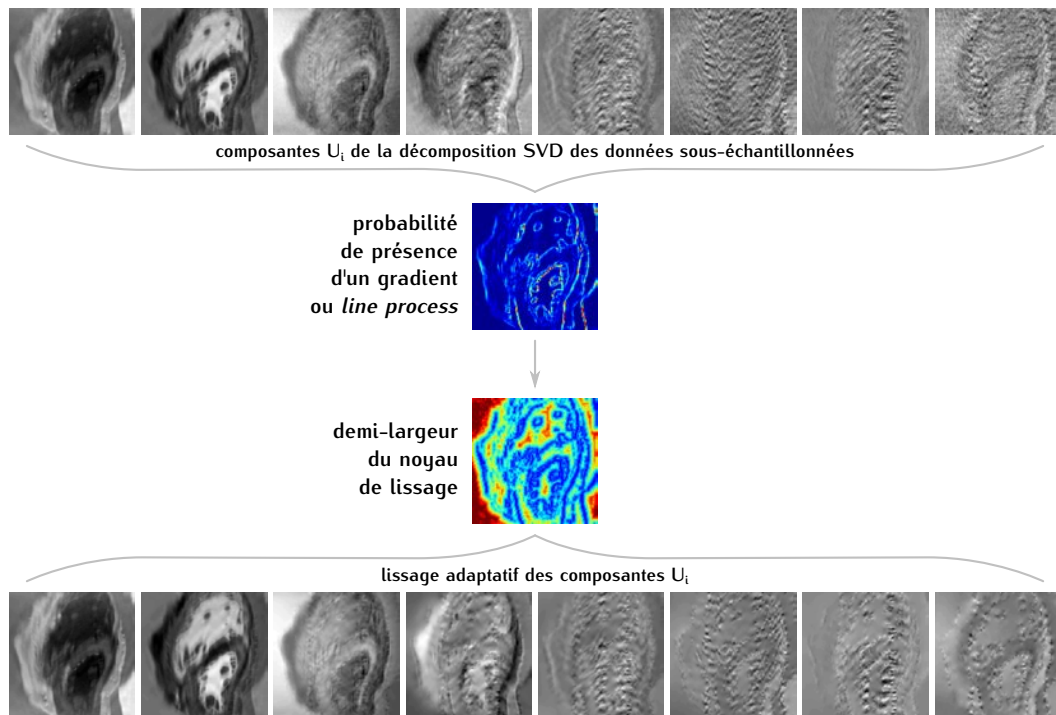 composantes Uᵢ de la décomposition SVD des données sous-échantillonnées
probabilité
de présence
d'un gradient
ou line process
demi-largeur
du noyau
de lissage
lissage adaptatif des composantes Uᵢ